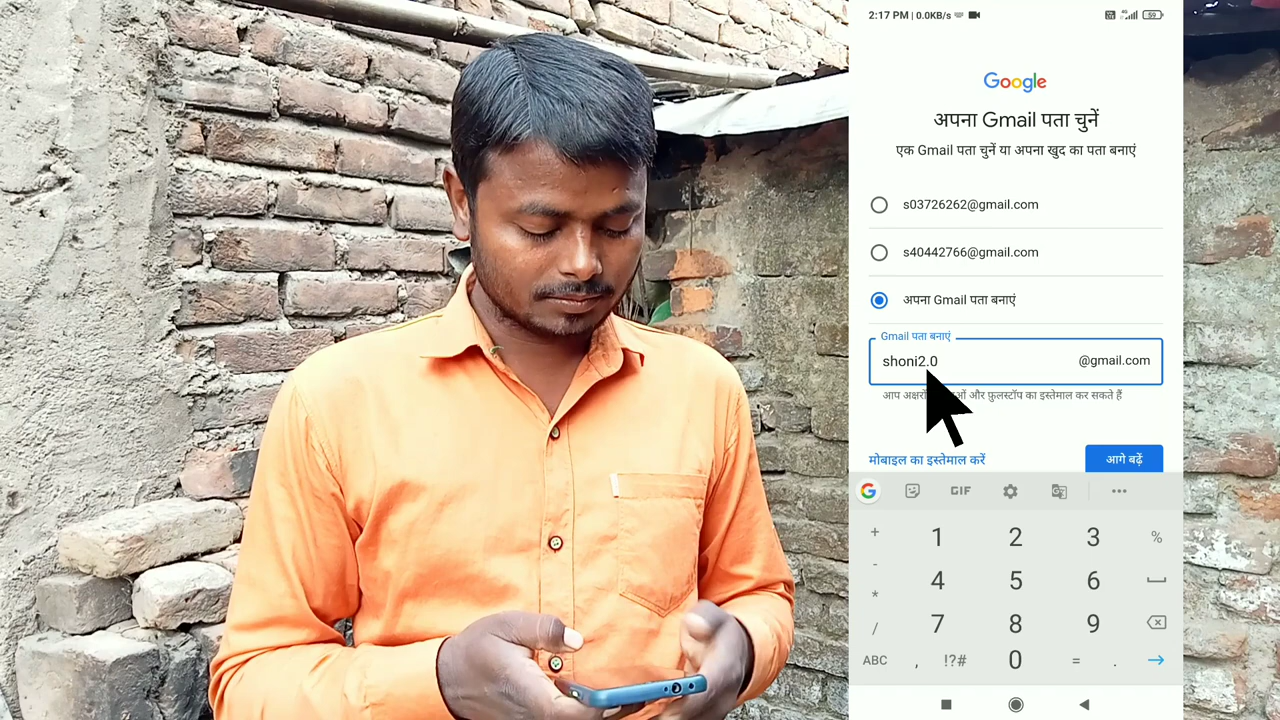 2:17 PM | 0.0KB/s
59
Google
अपना Gmail पता चुनें
एक Gmail पता चुनें या अपना खुद का पता बनाएं
s03726262@gmail.com
s40442766@gmail.com
अपना Gmail पता बनाएं
Gmail पता बनाएं
shoni2.0 @gmail.com
आप अक्षरों और फ़ुलस्टॉप का इस्तेमाल कर सकते हैं
मोबाइल का इस्तेमाल करें आगे बढ़ें
G GIF
+ 1 2 3 %
- 4 5 6
*
/ 7 8 9
ABC , !?# 0 = .